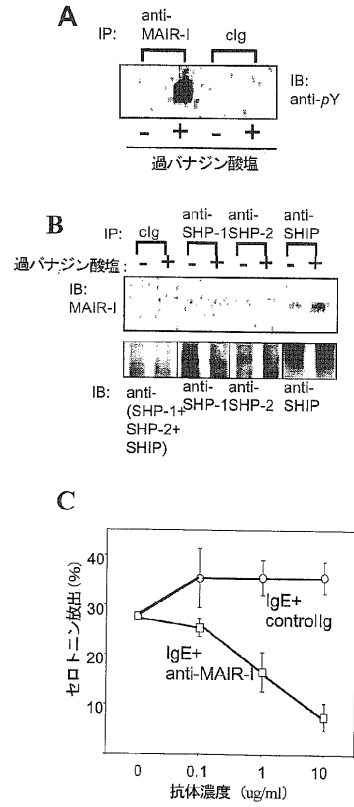 A
IP: anti-MAIR-I cIg
IB: anti-pY
- + - +
過バナジン酸塩
B
IP: cIg anti-SHP-1 anti-SHP-2 anti-SHIP
過バナジン酸塩: - + - + - + - +
IB: MAIR-I
IB: anti-(SHP-1+SHP-2+SHIP) anti-SHP-1 anti-SHP-2 anti-SHIP
C
セロトニン放出 (%)
40
30
20
10
IgE+
controlIg
IgE+
anti-MAIR-I
0 0.1 1 10
抗体濃度 (ug/ml)